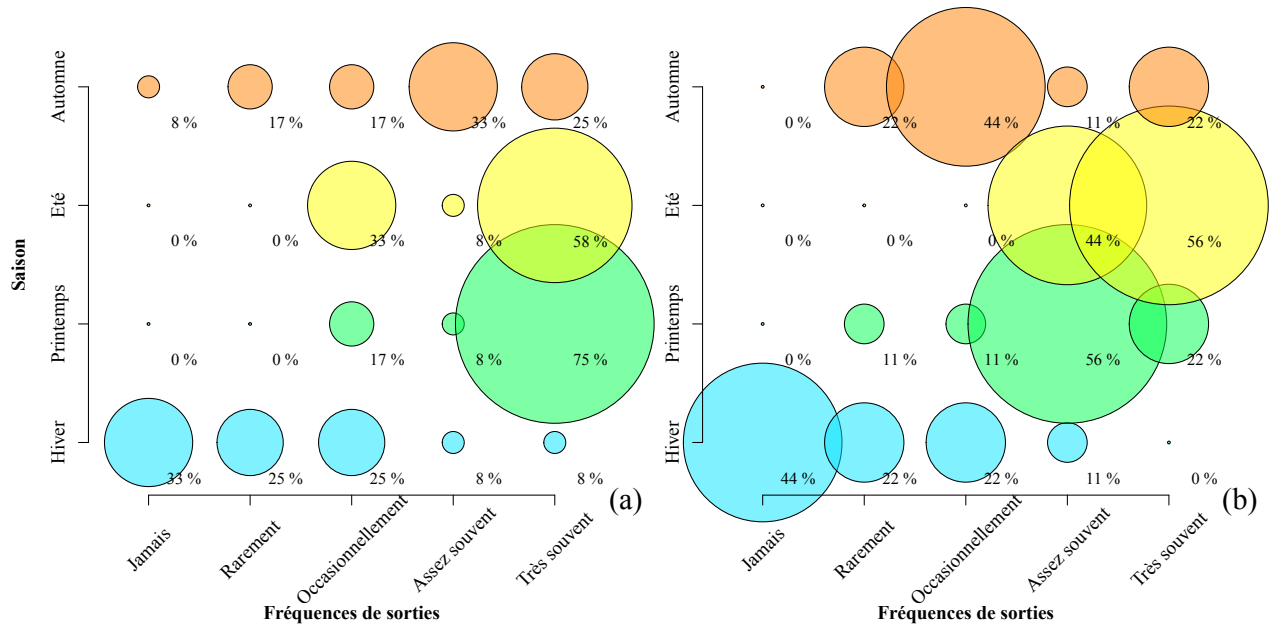 Saison
Automne
8 % 17 % 17 % 33 % 25 %
Eté
0 % 0 % 33 % 8 % 58 %
Printemps
0 % 0 % 17 % 8 % 75 %
Hiver
33 % 25 % 25 % 8 % 8 %
(a)
Jamais
Rarement
Occasionnellement
Assez souvent
Très souvent
Fréquences de sorties
Automne
0 % 22 % 44 % 11 % 22 %
Eté
0 % 0 % 0 % 44 % 56 %
Printemps
0 % 11 % 11 % 56 % 22 %
Hiver
44 % 22 % 22 % 11 % 0 %
(b)
Jamais
Rarement
Occasionnellement
Assez souvent
Très souvent
Fréquences de sorties